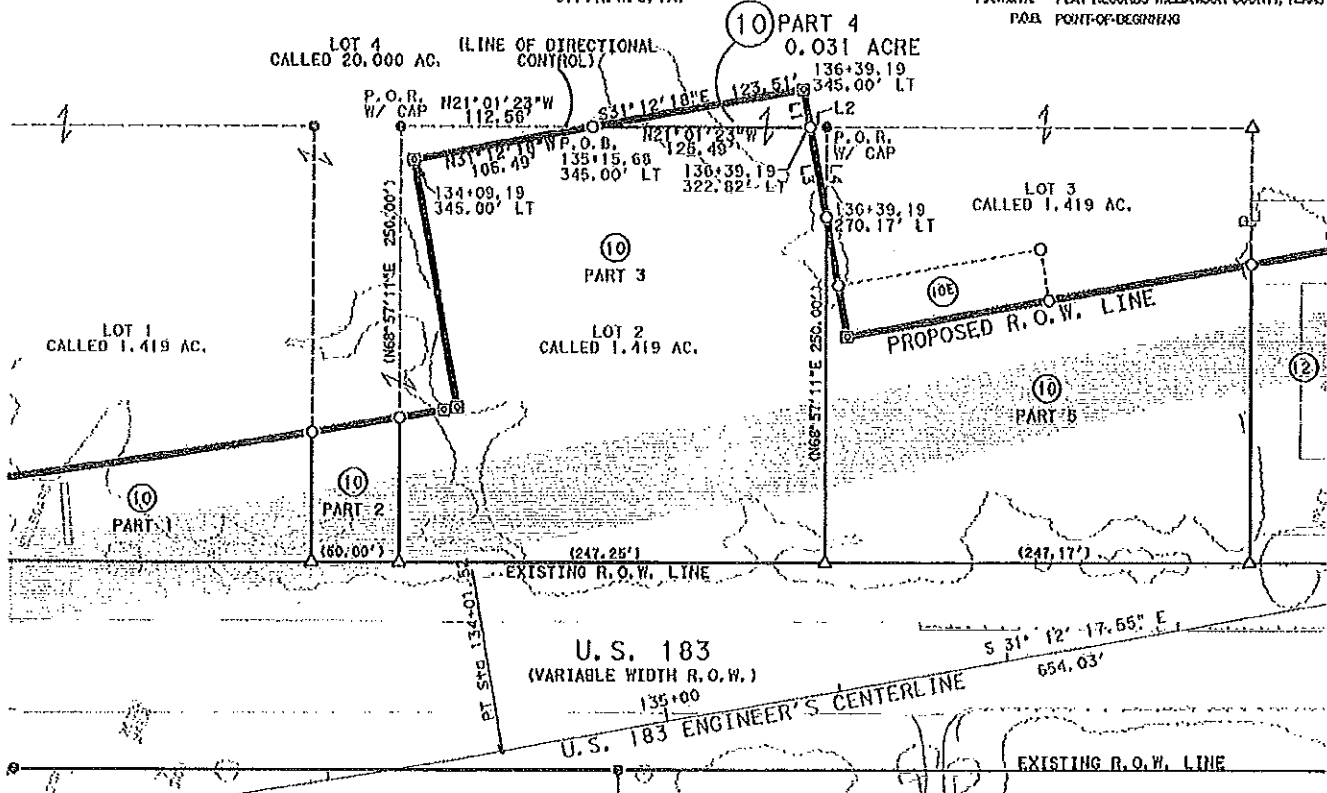 P.O.B. POINT-OF-BEGINNING
10 PART 4
0.031 ACRE
LOT 4
CALLED 20.000 AC.
(LINE OF DIRECTIONAL
CONTROL)
136+39.19
345.00' LT
P.O.R.
W/ CAP
N21°01'23"W
112.56'
S31°12'18"E 123.51'
L1
L2
N31°12'18"W
106.49'
P.O.B.
135+15.68
345.00' LT
N21°01'23"W
126.49'
P.O.R.
W/ CAP
136+39.19
322.82' LT
L3
134+09.19
345.00' LT
LOT 3
CALLED 1.419 AC.
136+39.19
270.17' LT
(N68°57'11"E 250.00')
10
PART 3
10E
PROPOSED R.O.W. LINE
LOT 1
CALLED 1.419 AC.
LOT 2
CALLED 1.419 AC.
(N68°57'11"E 250.00')
12
10
PART 5
10
PART 1
10
PART 2
(60.00')
(247.25')
(247.17')
EXISTING R.O.W. LINE
PT Sta 134+01.52
U.S. 183
(VARIABLE WIDTH R.O.W.)
135+00
S 31° 12' 17.55" E
654.03'
U.S. 183 ENGINEER'S CENTERLINE
EXISTING R.O.W. LINE